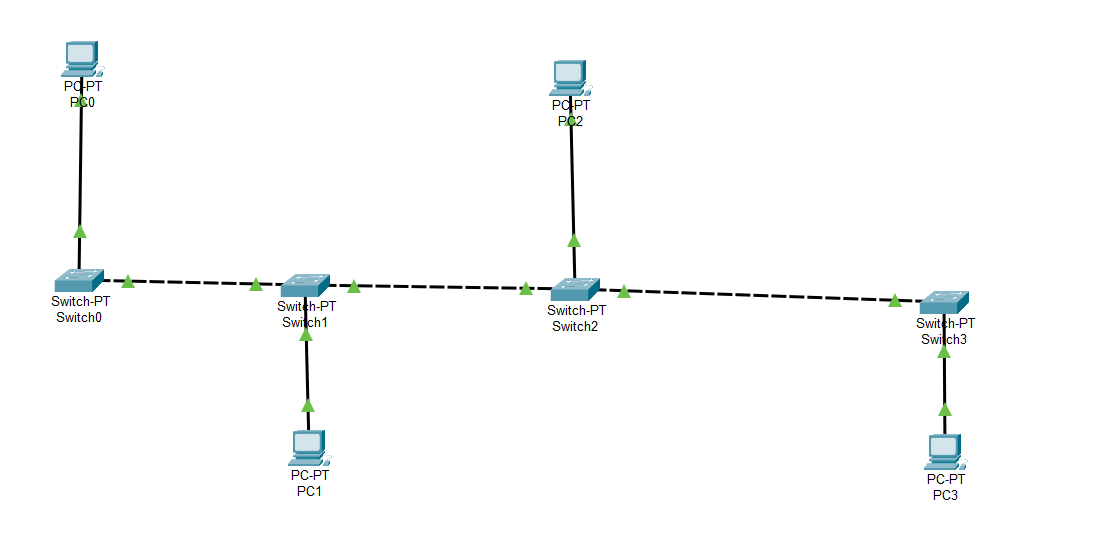 PC-PT
PC0
PC-PT
PC2
Switch-PT
Switch0
Switch-PT
Switch1
Switch-PT
Switch2
Switch-PT
Switch3
PC-PT
PC1
PC-PT
PC3